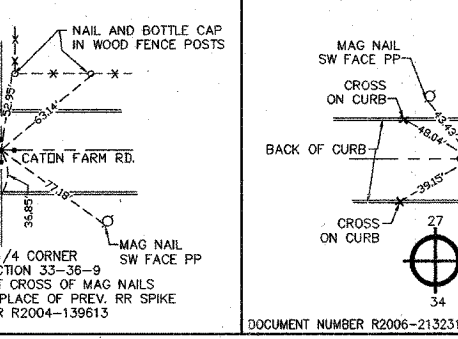 NAIL AND BOTTLE CAP
IN WOOD FENCE POSTS
52.95'
63.14'
CATON FARM RD.
77.18'
36.85'
MAG NAIL
SW FACE PP
/4 CORNER
CTION 33-36-9
CROSS OF MAG NAILS
PLACE OF PREV. RR SPIKE
R R2004-139613
MAG NAIL
SW FACE PP
CROSS
ON CURB
43.43'
48.04'
BACK OF CURB
39.15'
CROSS
ON CURB
27
34
DOCUMENT NUMBER R2006-213231